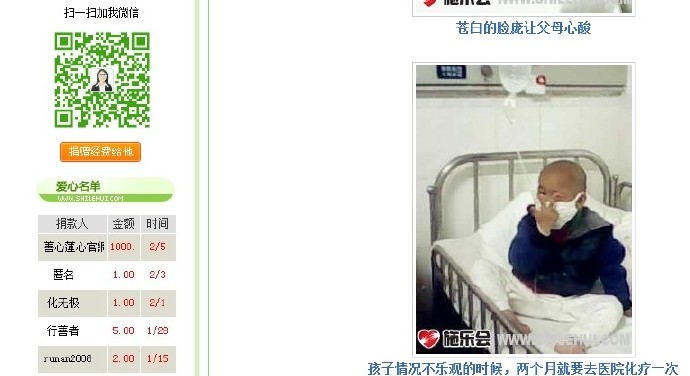 扫一扫加我微信
捐赠经费给他
爱心名单
WWW.SHILEHUI.COM
捐款人 金额 时间
善心莲心官 1000. 2/5
匿名 1.00 2/3
化无极 1.00 2/1
行善者 5.00 1/28
runan2008 2.00 1/15
施乐会 WWW.SHILEHUI.COM
苍白的脸庞让父母心酸
施乐会 WWW.SHILEHUI.COM
孩子情况不乐观的时候，两个月就要去医院化疗一次